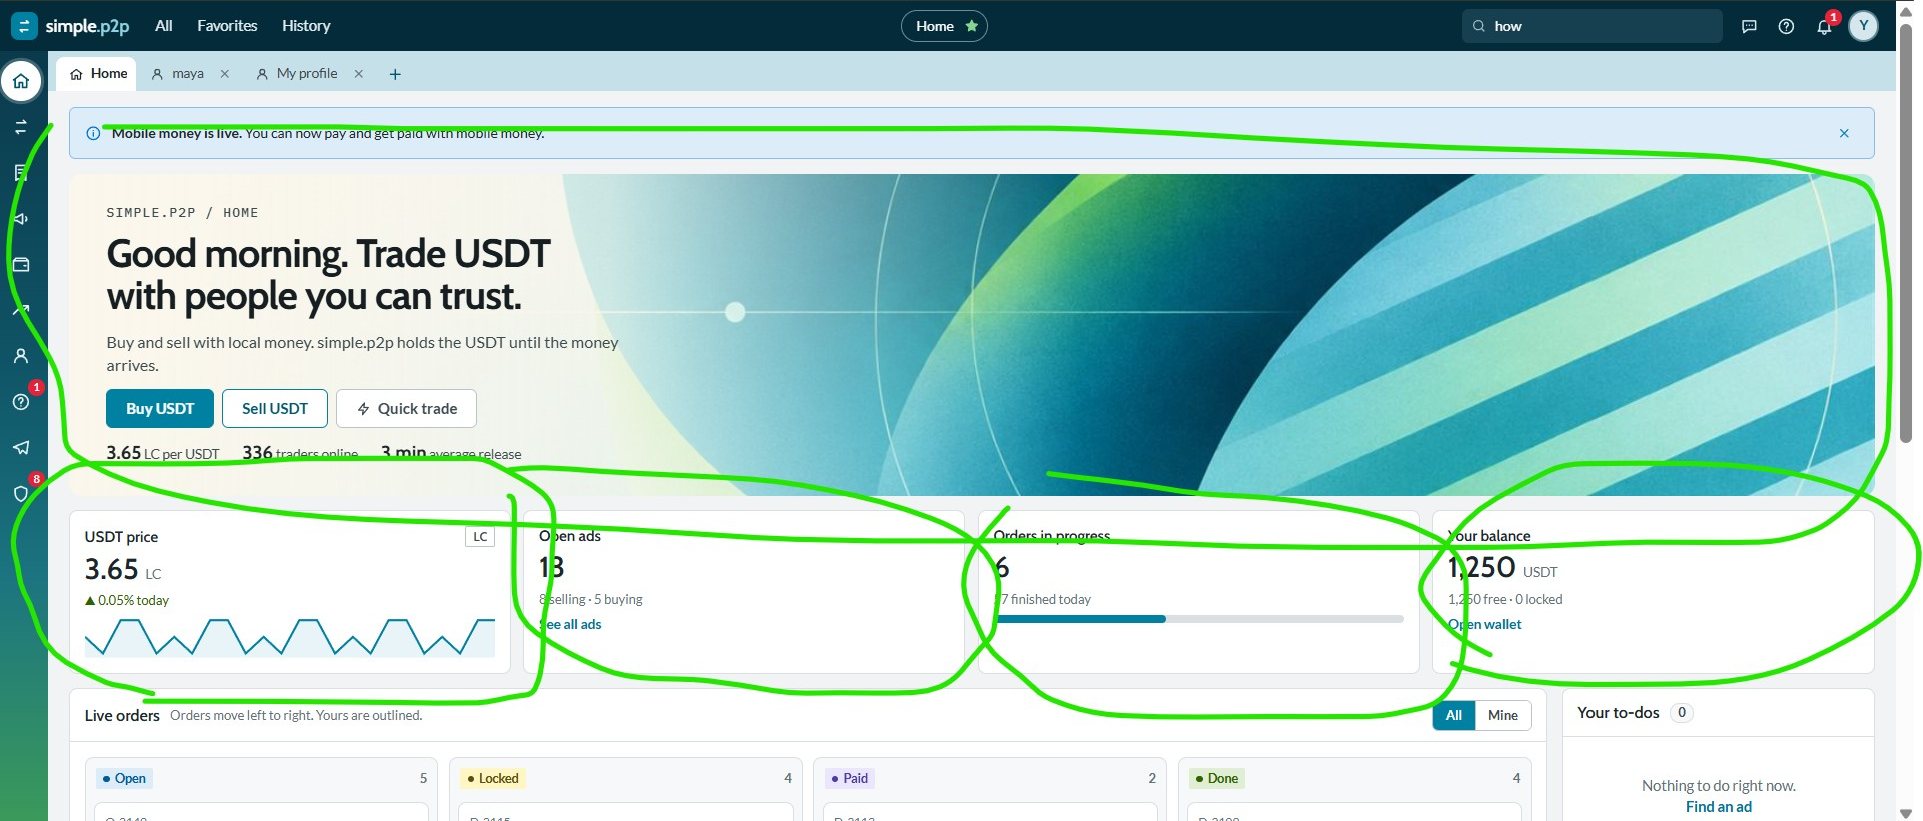 simple.p2p All Favorites History Home how 1 Y
Home maya My profile
Mobile money is live. You can now pay and get paid with mobile money.
SIMPLE.P2P / HOME
Good morning. Trade USDT
with people you can trust.
Buy and sell with local money. simple.p2p holds the USDT until the money
arrives.
Buy USDT Sell USDT Quick trade
3.65 LC per USDT 336 traders online 3 min average release
1
8
USDT price LC
3.65 LC
▲ 0.05% today
Open ads
13
8 selling · 5 buying
See all ads
Orders in progress
6
finished today
Your balance
1,250 USDT
1,250 free · 0 locked
Open wallet
Live orders Orders move left to right. Yours are outlined. All Mine
Open 5 Locked 4 Paid 2 Done 4
Your to-dos 0
Nothing to do right now.
Find an ad